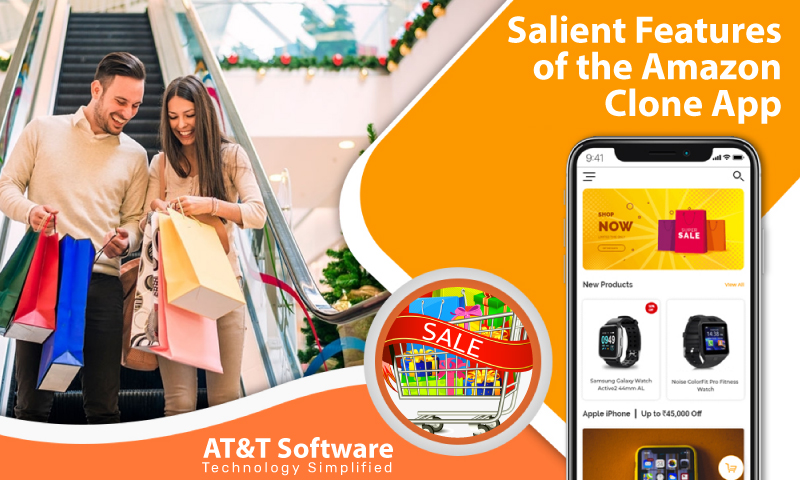 Salient Features
of the Amazon
Clone App
9:41
SHOP
NOW
SUPER
SALE
New Products
View All
0949
Samsung Galaxy Watch
Active2 44mm AL
Noise ColorFit Pro Fitness
Watch
Apple iPhone | Up to ₹45,000 Off
SALE
AT&T Software
Technology Simplified